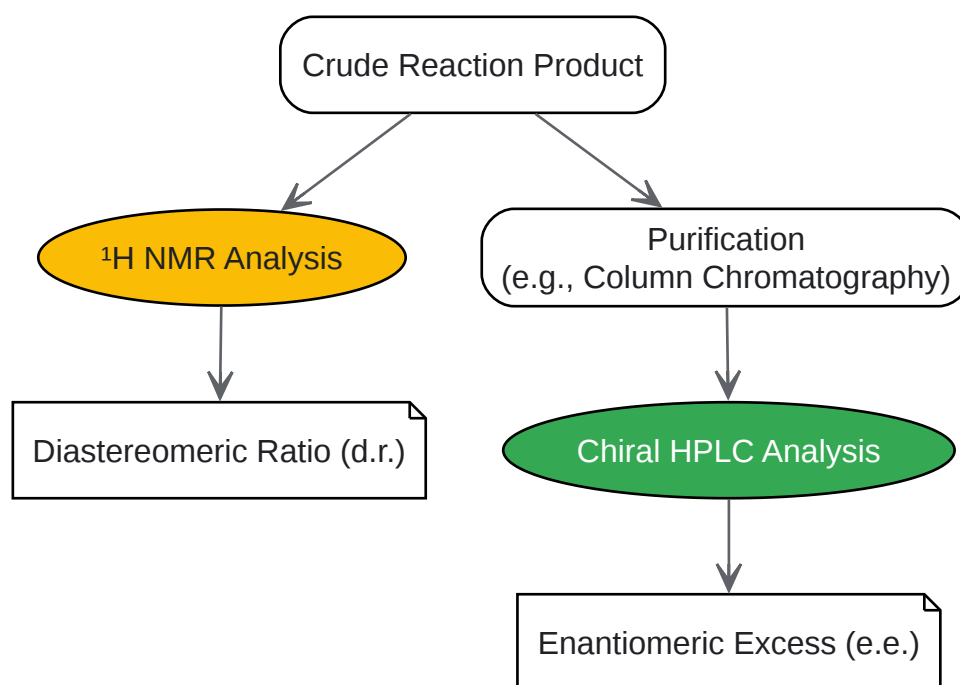 Crude Reaction Product
¹H NMR Analysis
Purification
(e.g., Column Chromatography)
Diastereomeric Ratio (d.r.)
Chiral HPLC Analysis
Enantiomeric Excess (e.e.)